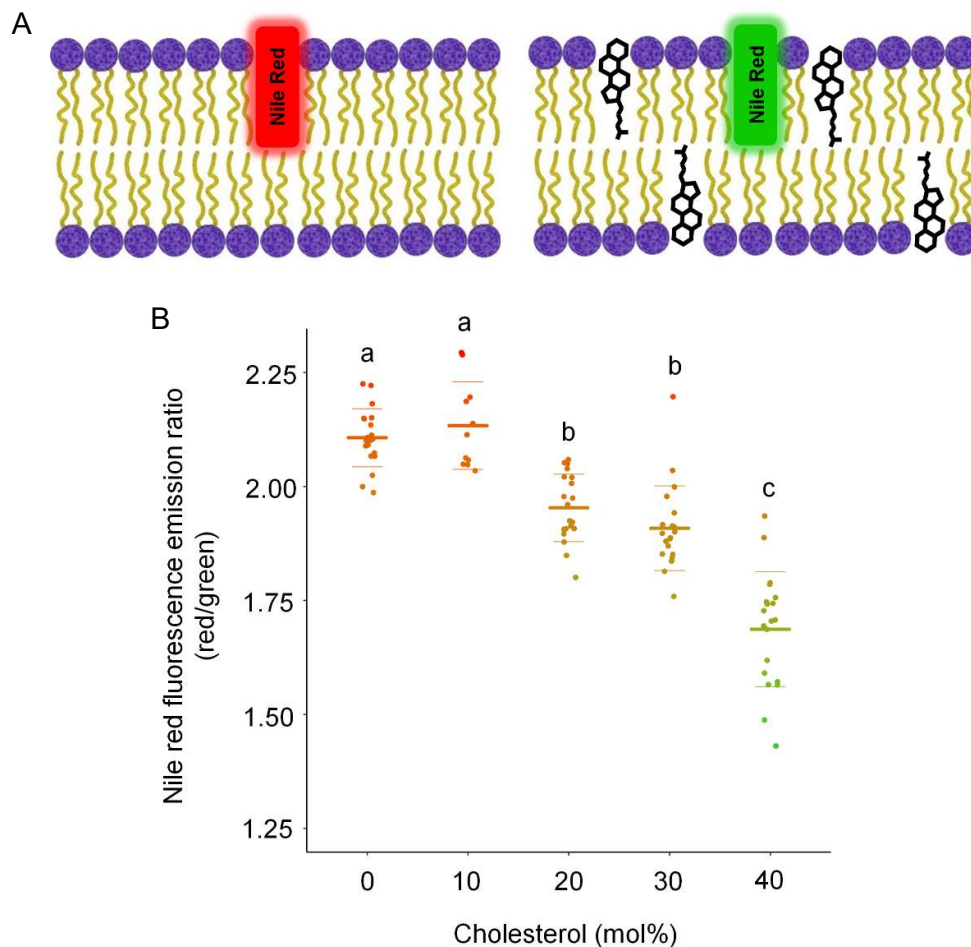 A
Nile Red
Nile Red
B
Nile red fluorescence emission ratio
(red/green)
2.25
2.00
1.75
1.50
1.25
a
a
b
b
c
0
10
20
30
40
Cholesterol (mol%)